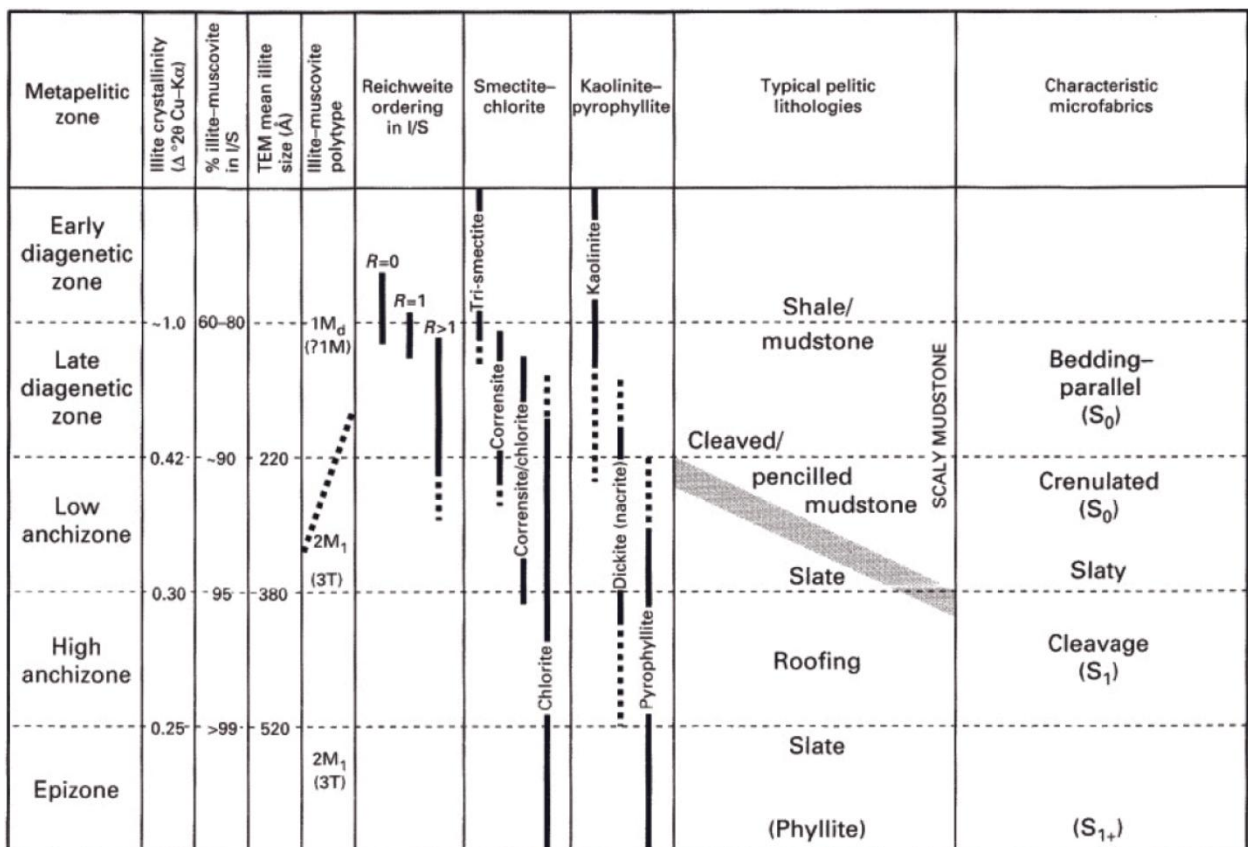 Metapelitic
zone
Illite crystallinity
(Δ °2θ Cu–Kα)
% illite–muscovite
in I/S
TEM mean illite
size (Å)
Illite–muscovite
polytype
Reichweite
ordering
in I/S
Smectite–
chlorite
Kaolinite–
pyrophyllite
Typical pelitic
lithologies
Characteristic
microfabrics
Early
diagenetic
zone
R=0
R=1
R>1
Tri-smectite
Kaolinite
~1.0
60–80
1Md
(?1M)
Shale/
mudstone
Late
diagenetic
zone
Corrensite
Corrensite/chlorite
SCALY MUDSTONE
Bedding–
parallel
(S0)
0.42
~90
220
Cleaved/
pencilled
mudstone
Low
anchizone
2M1
(3T)
Dickite (nacrite)
Crenulated
(S0)
Slate
Slaty
0.30
95
380
High
anchizone
Chlorite
Pyrophyllite
Roofing
Cleavage
(S1)
0.25
>99
520
Slate
Epizone
2M1
(3T)
(Phyllite)
(S1+)